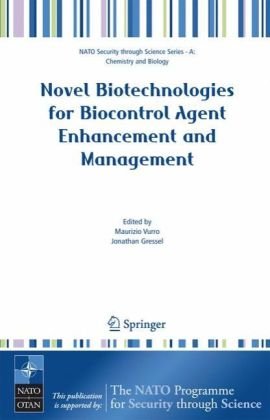 NATO Security through Science Series - A:
Chemistry and Biology
Novel Biotechnologies
for Biocontrol Agent
Enhancement and
Management
Edited by
Maurizio Vurro
Jonathan Gressel
Springer
NATO
OTAN
This publication
is supported by:
The NATO Programme
for Security through Science